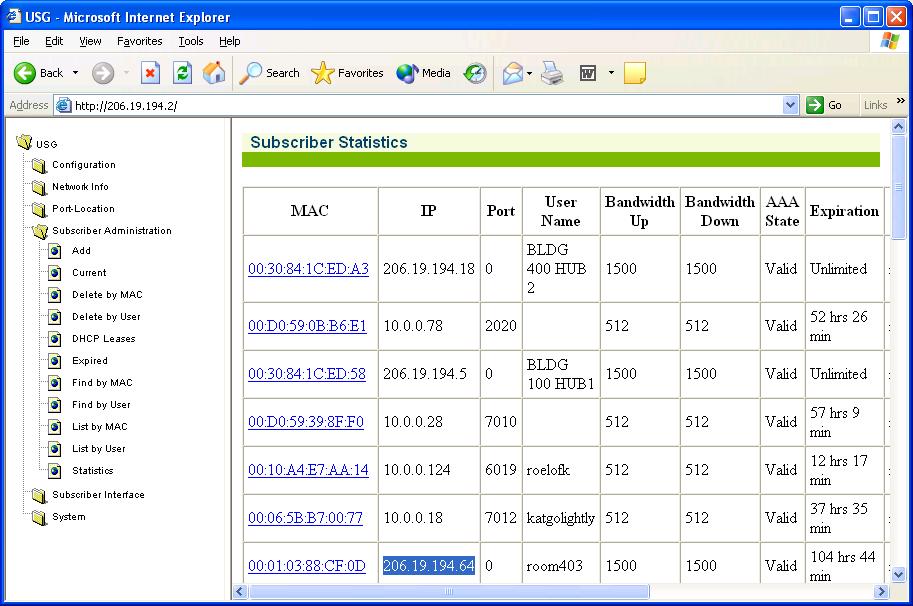 USG - Microsoft Internet Explorer
File Edit View Favorites Tools Help
Back Search Favorites Media
Address http://206.19.194.2/ Go Links »
USG
Configuration
Network Info
Port-Location
Subscriber Administration
Add
Current
Delete by MAC
Delete by User
DHCP Leases
Expired
Find by MAC
Find by User
List by MAC
List by User
Statistics
Subscriber Interface
System
Subscriber Statistics
MAC IP Port User Name Bandwidth Up Bandwidth Down AAA State Expiration
00:30:84:1C:ED:A3 206.19.194.18 0 BLDG 400 HUB 2 1500 1500 Valid Unlimited
00:D0:59:0B:B6:E1 10.0.0.78 2020 512 512 Valid 52 hrs 26 min
00:30:84:1C:ED:58 206.19.194.5 0 BLDG 100 HUB1 1500 1500 Valid Unlimited
00:D0:59:39:8F:F0 10.0.0.28 7010 512 512 Valid 57 hrs 9 min
00:10:A4:E7:AA:14 10.0.0.124 6019 roelofk 512 512 Valid 12 hrs 17 min
00:06:5B:B7:00:77 10.0.0.18 7012 katgolightly 512 512 Valid 37 hrs 35 min
00:01:03:88:CF:0D 206.19.194.64 0 room403 1500 1500 Valid 104 hrs 44 min